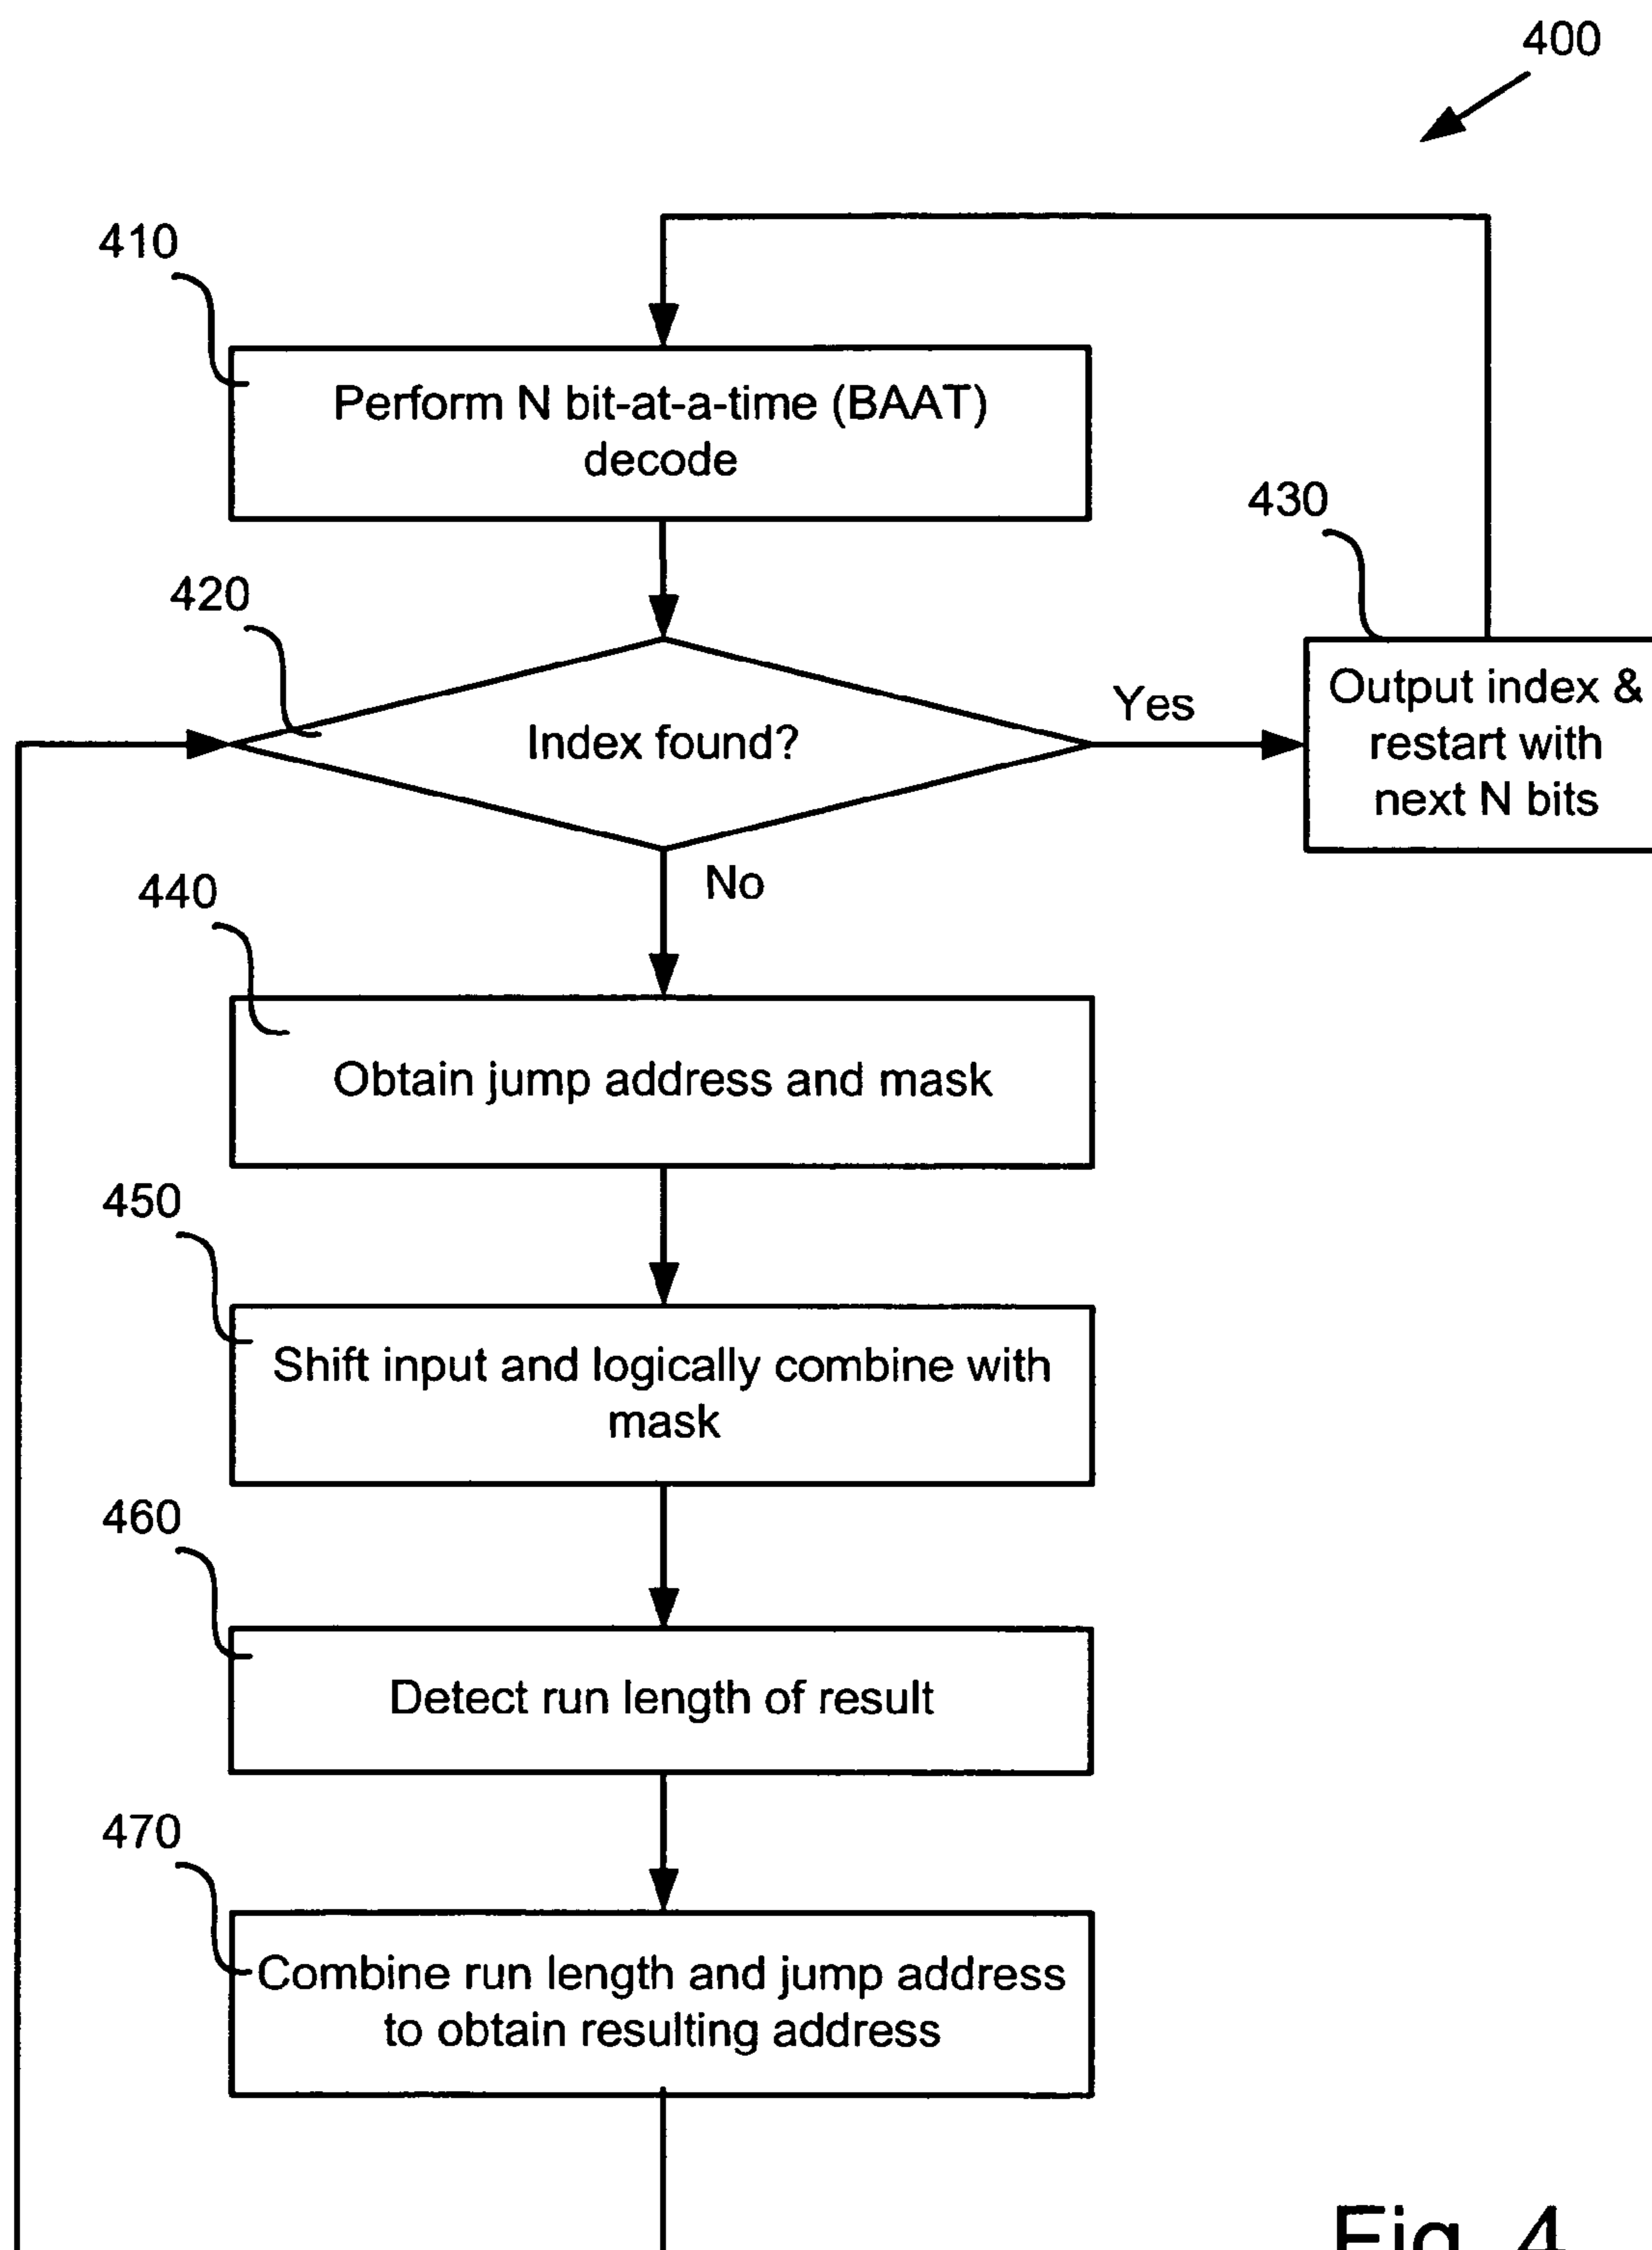 400
410
Perform N bit-at-a-time (BAAT)
decode
430
420
Output index &
restart with
next N bits
Yes
Index found?
No
440
Obtain jump address and mask
450
Shift input and logically combine with
mask
460
Detect run length of result
470
Combine run length and jump address
to obtain resulting address
Fig. 4